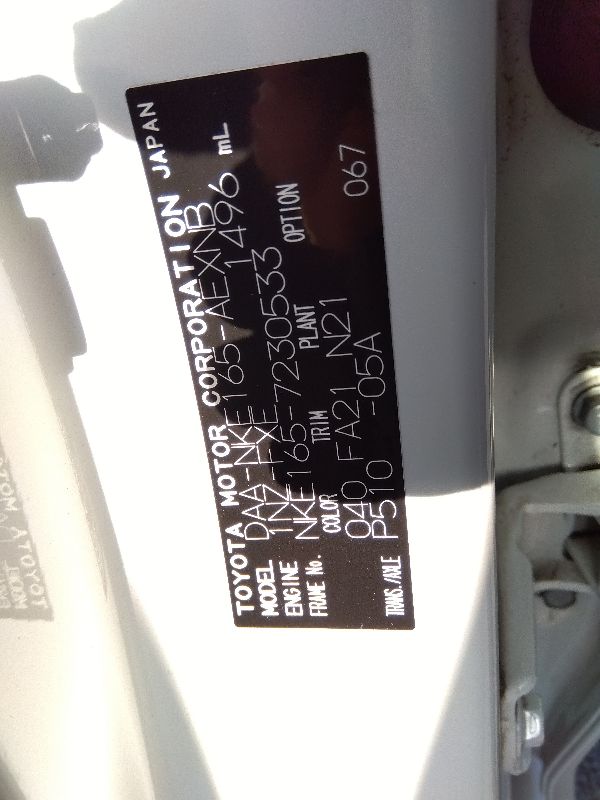 TOYOTA MOTOR CORPORATION JAPAN
MODEL DAA-NKE165-AEXNB
ENGINE 1NZ-FXE 1496 mL
FRAME No. NKE165-7230533
COLOR TRIM PLANT OPTION
040 FA21 N21 067
TRANS./AXLE P510 -05A